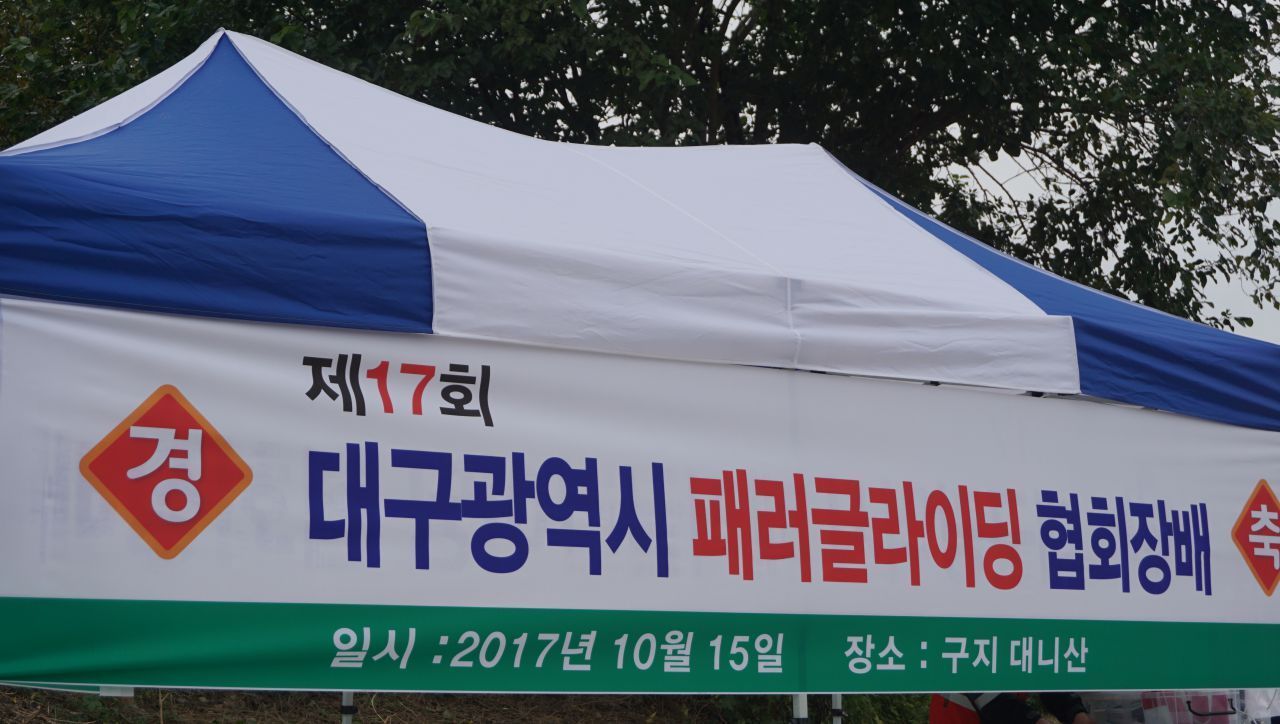 제17회
경 대구광역시 패러글라이딩 협회장배 축
일시 :2017년 10월 15일 장소 : 구지 대니산